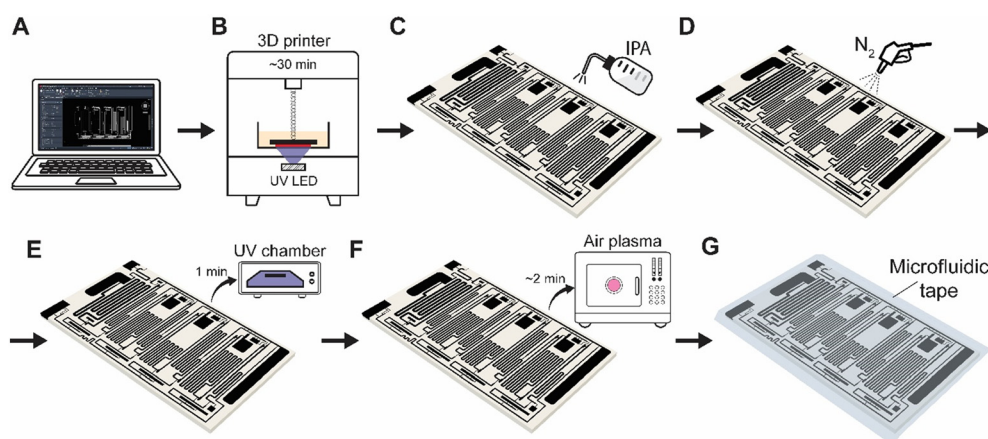 A
B
3D printer
~30 min
UV LED
C
IPA
D
N₂
E
UV chamber
1 min
F
Air plasma
~2 min
G
Microfluidic
tape